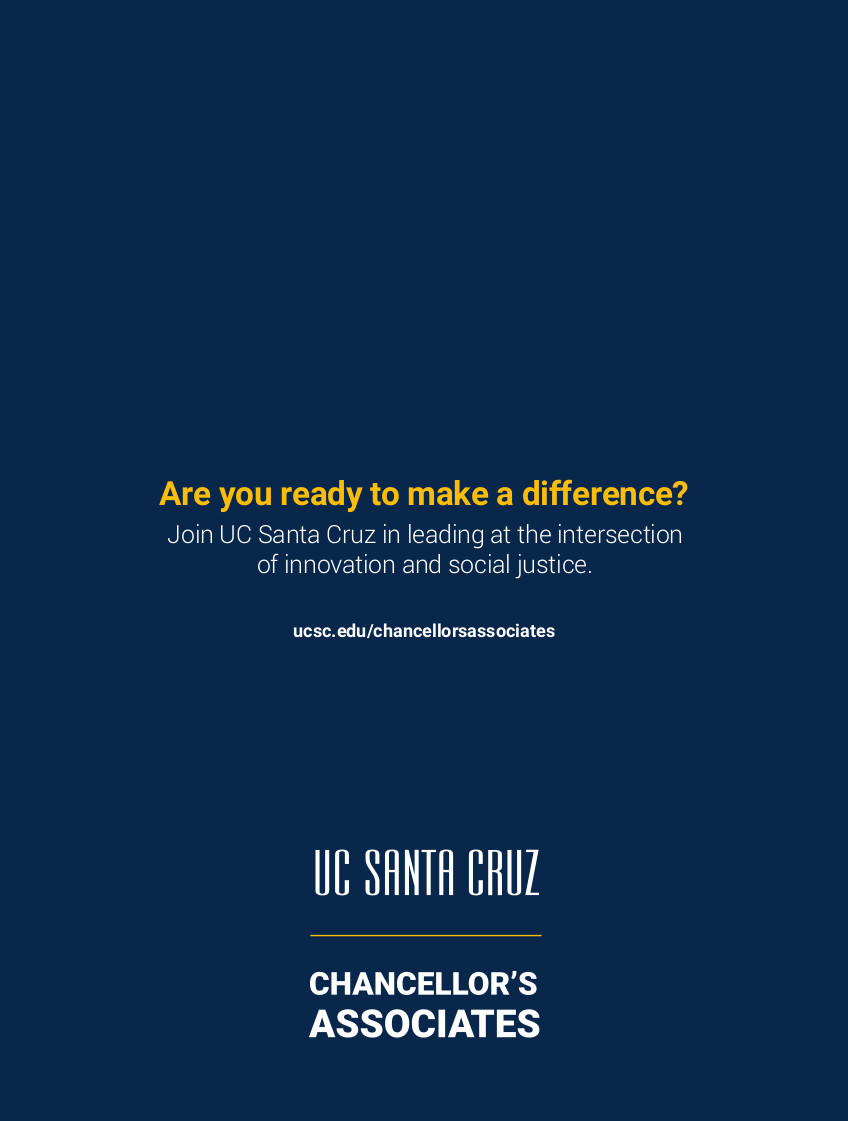 Are you ready to make a difference?
Join UC Santa Cruz in leading at the intersection
of innovation and social justice.
ucsc.edu/chancellorsassociates
UC SANTA CRUZ
CHANCELLOR’S
ASSOCIATES